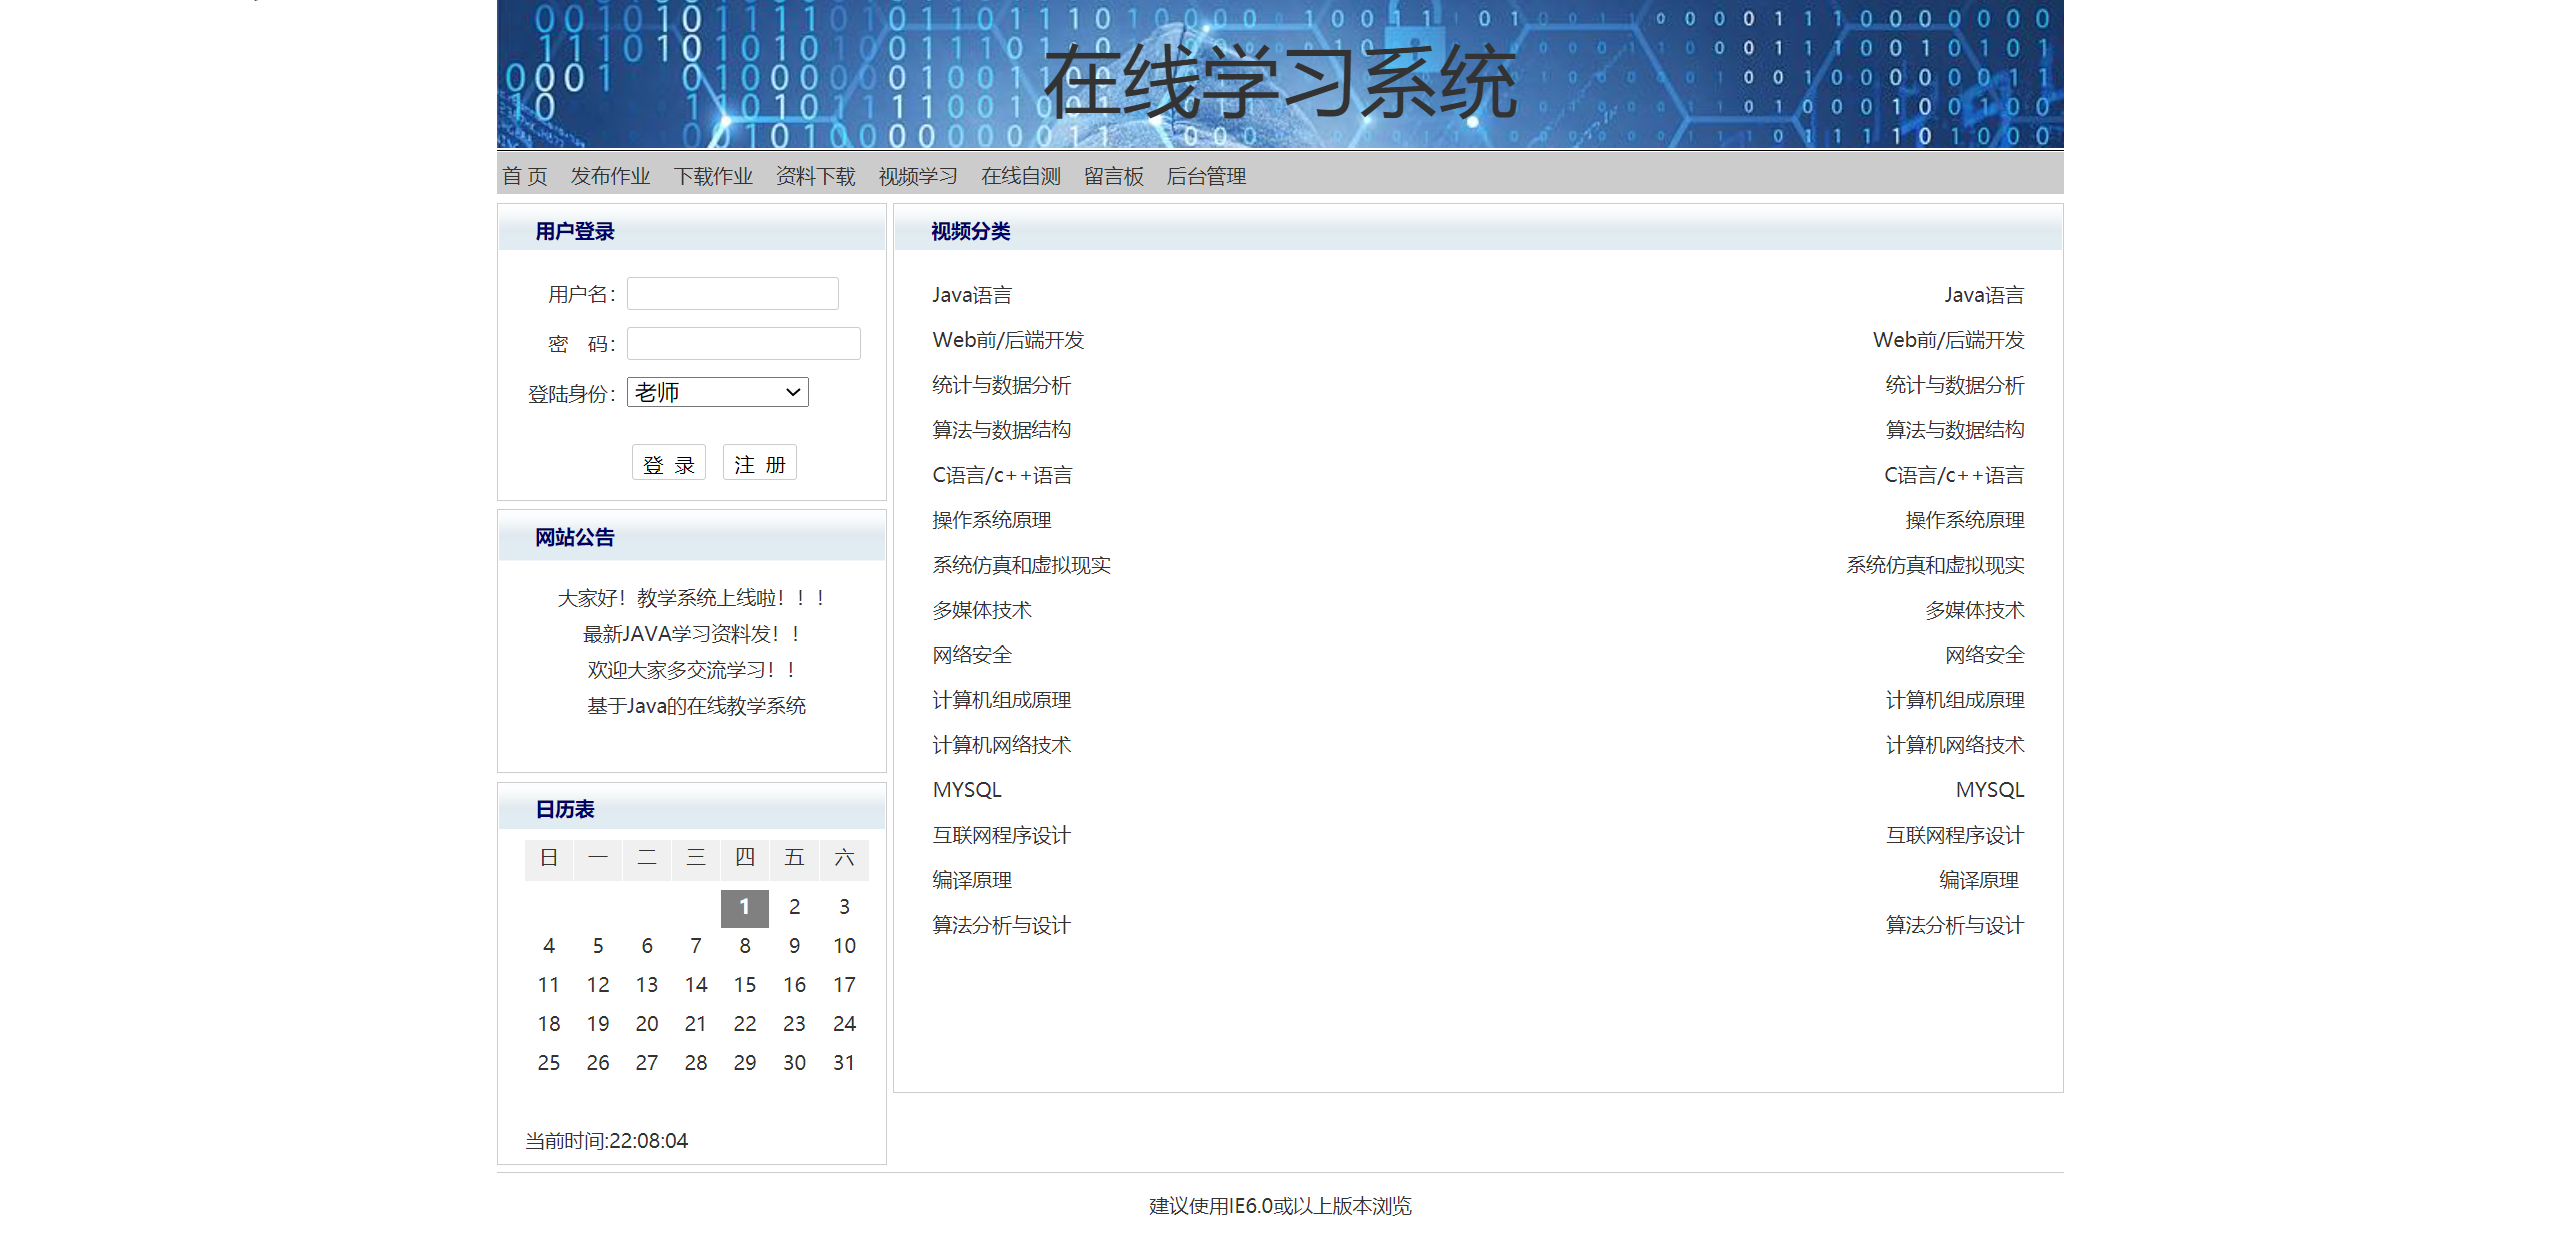 在线学习系统
首 页 发布作业 下载作业 资料下载 视频学习 在线自测 留言板 后台管理
用户登录
用户名：
密 码：
登陆身份： 老师
登 录 注 册
网站公告
大家好！教学系统上线啦！！！
最新JAVA学习资料发！！
欢迎大家多交流学习！！
基于Java的在线教学系统
日历表
日 一 二 三 四 五 六
1 2 3
4 5 6 7 8 9 10
11 12 13 14 15 16 17
18 19 20 21 22 23 24
25 26 27 28 29 30 31
当前时间:22:08:04
视频分类
Java语言 Java语言
Web前/后端开发 Web前/后端开发
统计与数据分析 统计与数据分析
算法与数据结构 算法与数据结构
C语言/c++语言 C语言/c++语言
操作系统原理 操作系统原理
系统仿真和虚拟现实 系统仿真和虚拟现实
多媒体技术 多媒体技术
网络安全 网络安全
计算机组成原理 计算机组成原理
计算机网络技术 计算机网络技术
MYSQL MYSQL
互联网程序设计 互联网程序设计
编译原理 编译原理
算法分析与设计 算法分析与设计
建议使用IE6.0或以上版本浏览